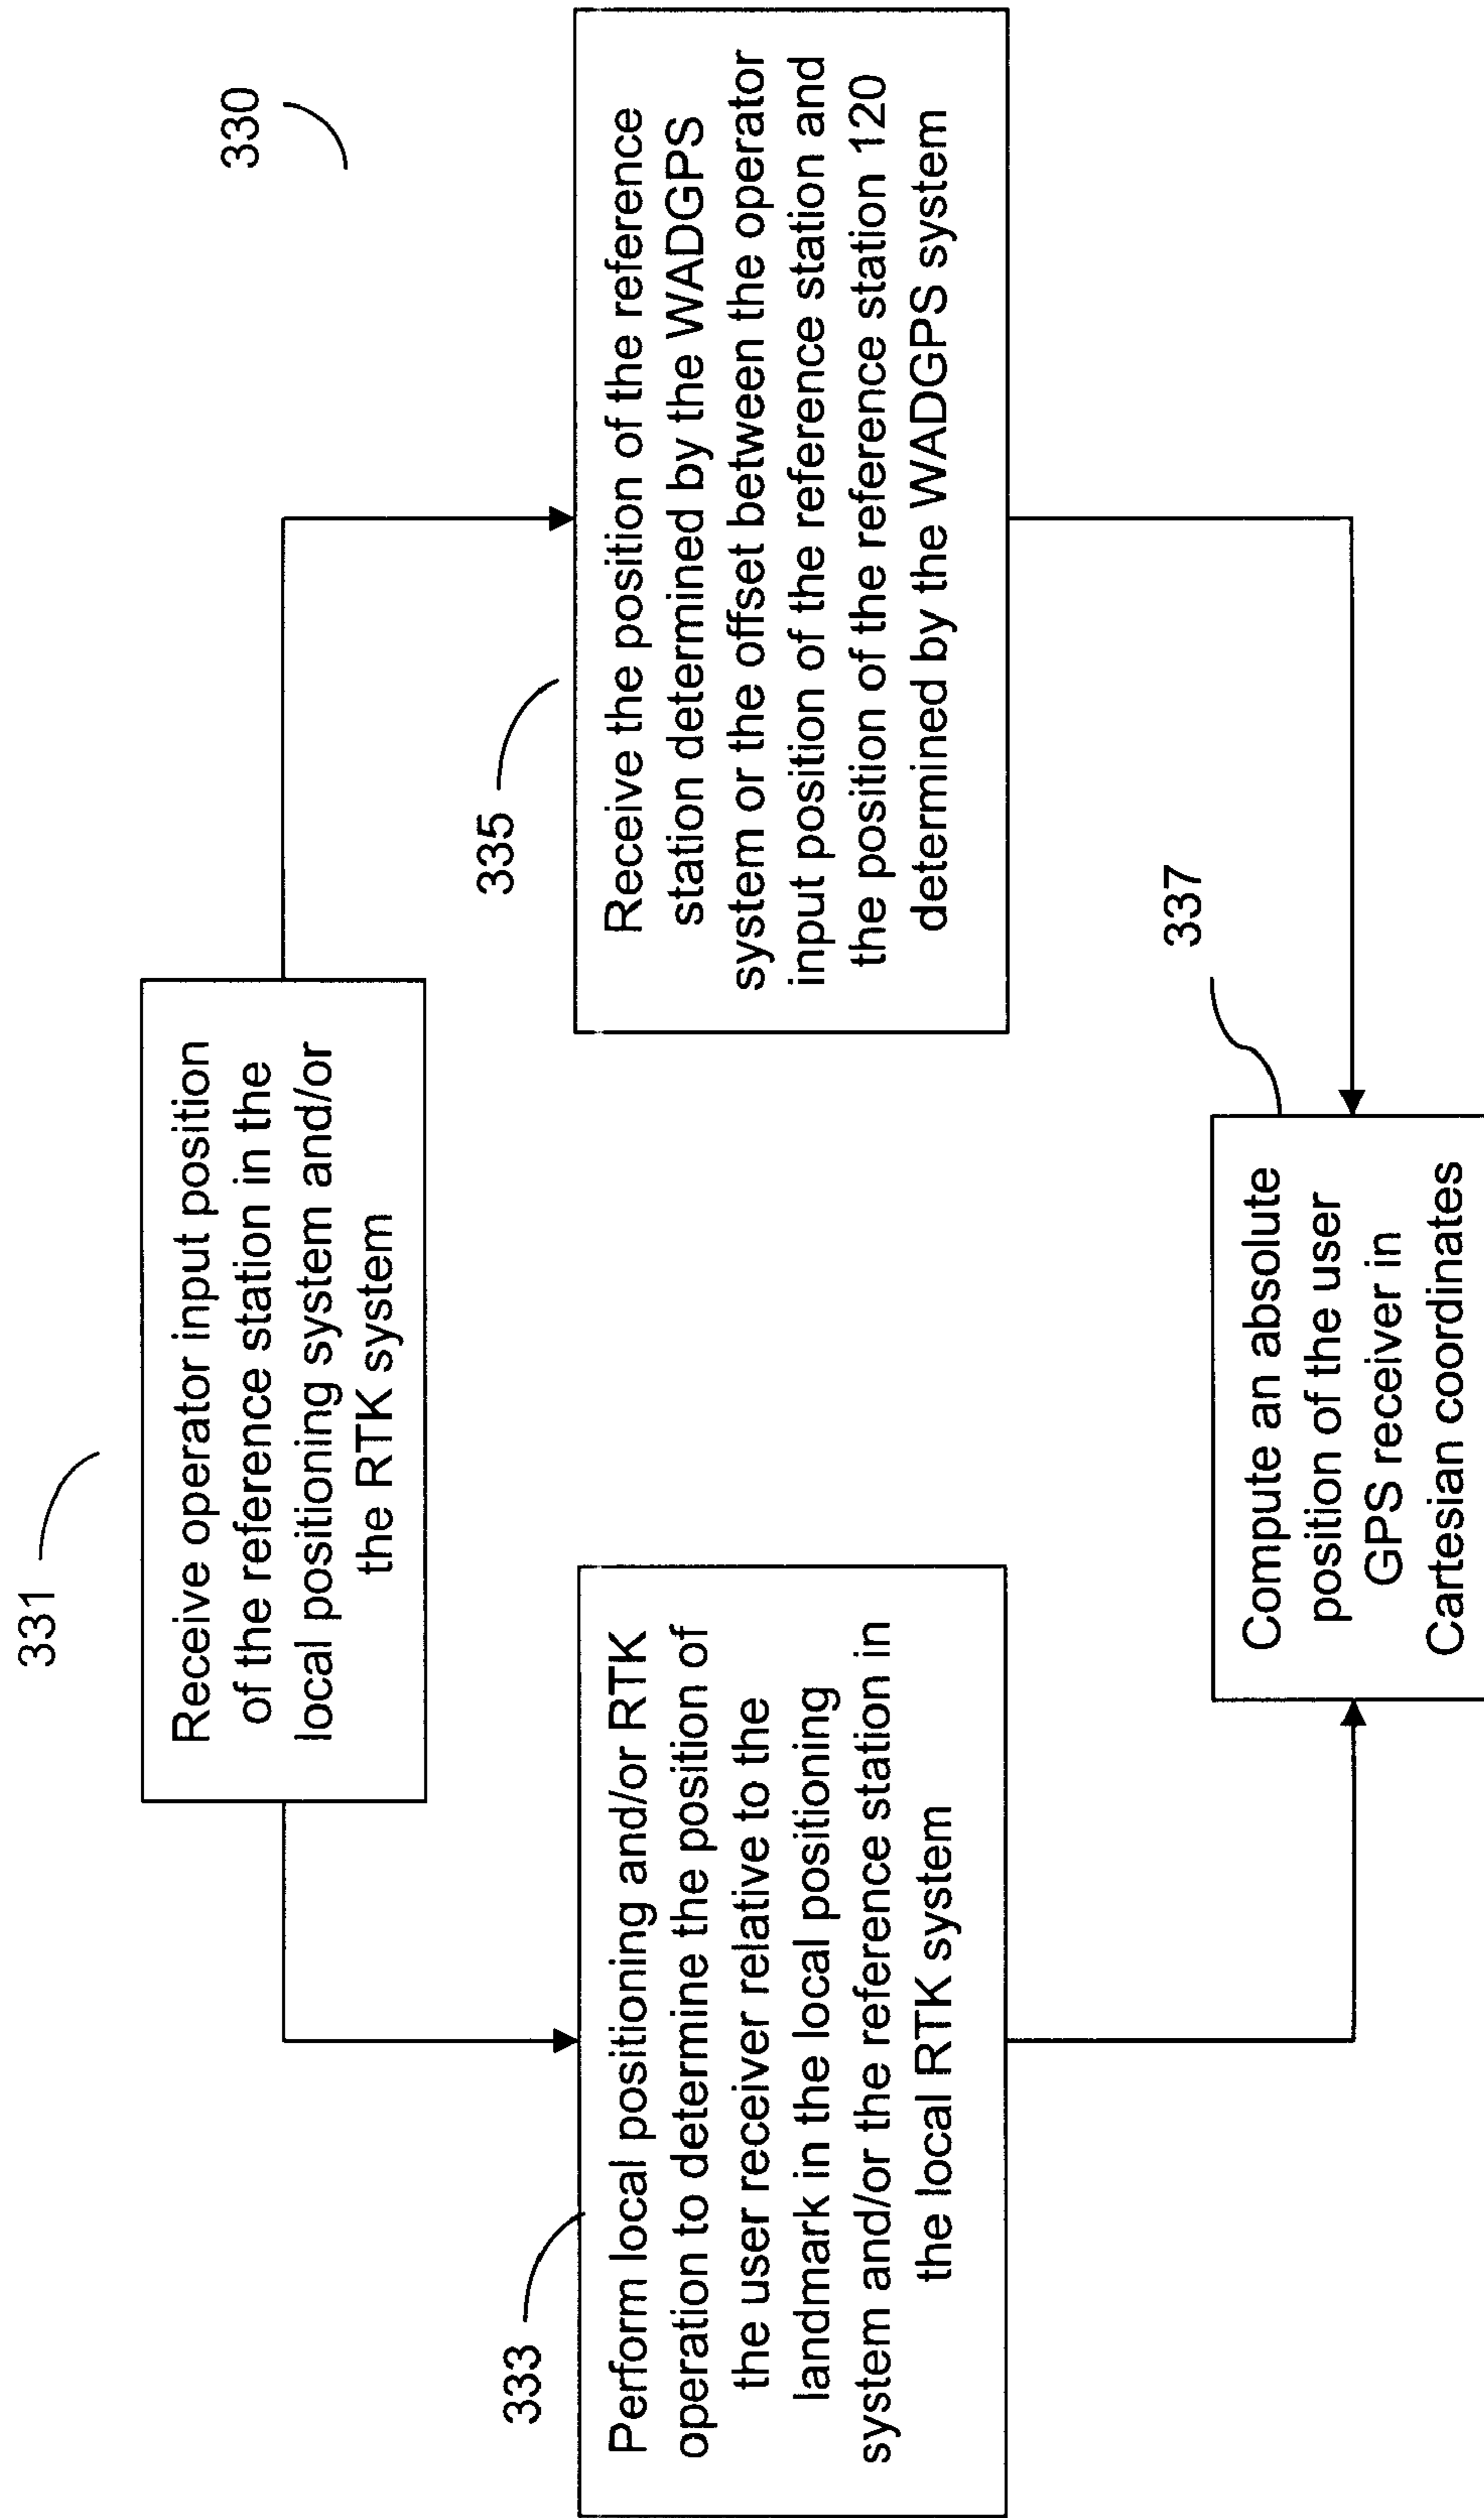 330
331
Receive operator input position
of the reference station in the
local positioning system and/or
the RTK system
333
Perform local positioning and/or RTK
operation to determine the position of
the user receiver relative to the
landmark in the local positioning
system and/or the reference station in
the local RTK system
335
Receive the position of the reference
station determined by the WADGPS
system or the offset between the operator
input position of the reference station and
the position of the reference station 120
determined by the WADGPS system
337
Compute an absolute
position of the user
GPS receiver in
Cartesian coordinates